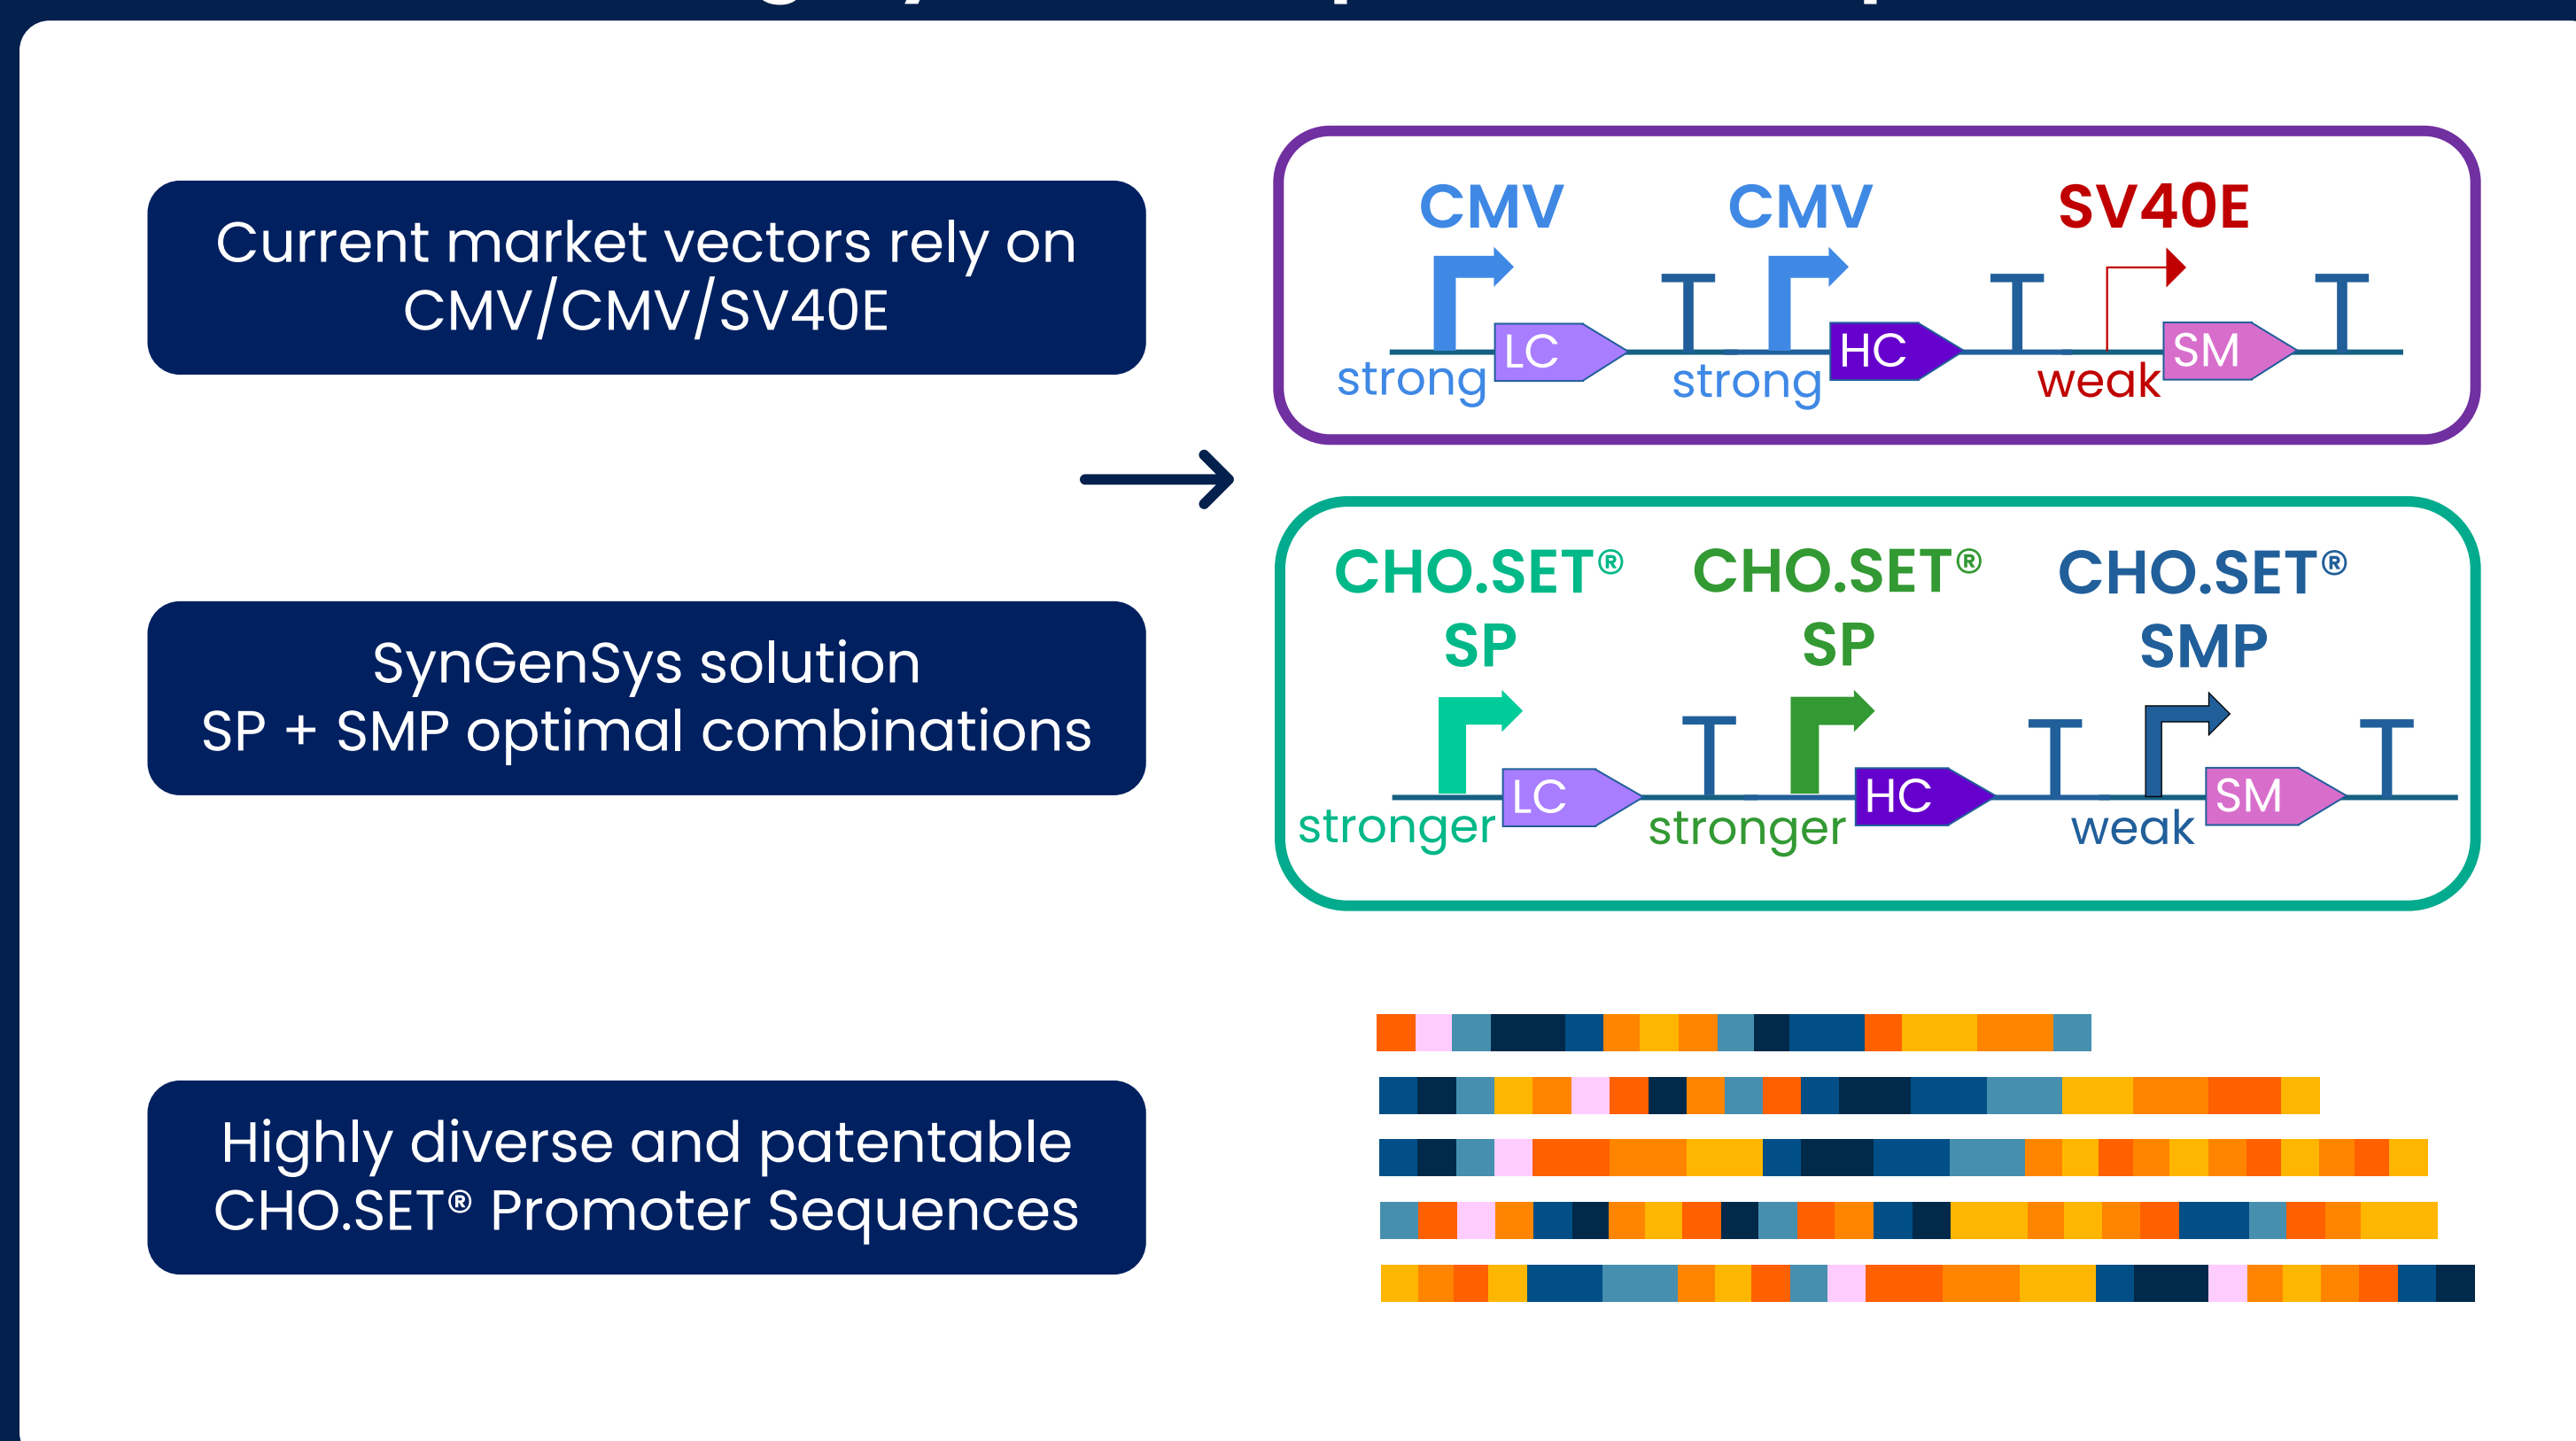 Current market vectors rely on
CMV/CMV/SV40E
CMV CMV SV40E
LC HC SM
strong strong weak
SynGenSys solution
SP + SMP optimal combinations
CHO.SET® CHO.SET® CHO.SET®
SP SP SMP
LC HC SM
stronger stronger weak
Highly diverse and patentable
CHO.SET® Promoter Sequences